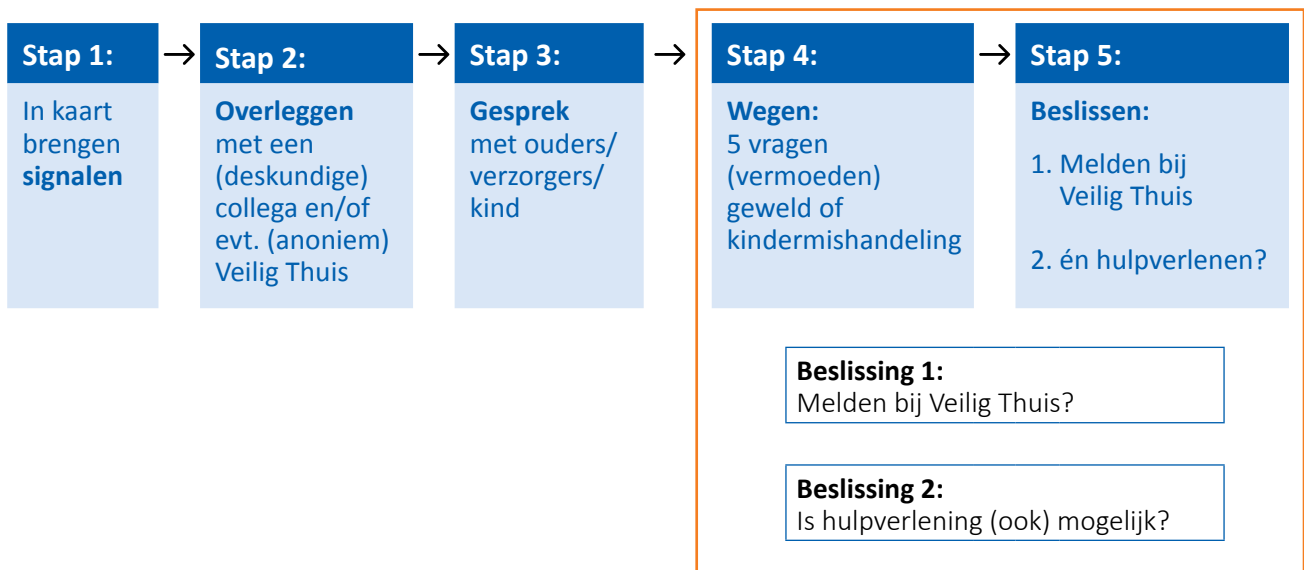 Stap 1:
In kaart
brengen
signalen
→
Stap 2:
Overleggen
met een
(deskundige)
collega en/of
evt. (anoniem)
Veilig Thuis
→
Stap 3:
Gesprek
met ouders/
verzorgers/
kind
→
Stap 4:
Wegen:
5 vragen
(vermoeden)
geweld of
kindermishandeling
→
Stap 5:
Beslissen:
1. Melden bij
Veilig Thuis
2. én hulpverlenen?
Beslissing 1:
Melden bij Veilig Thuis?
Beslissing 2:
Is hulpverlening (ook) mogelijk?